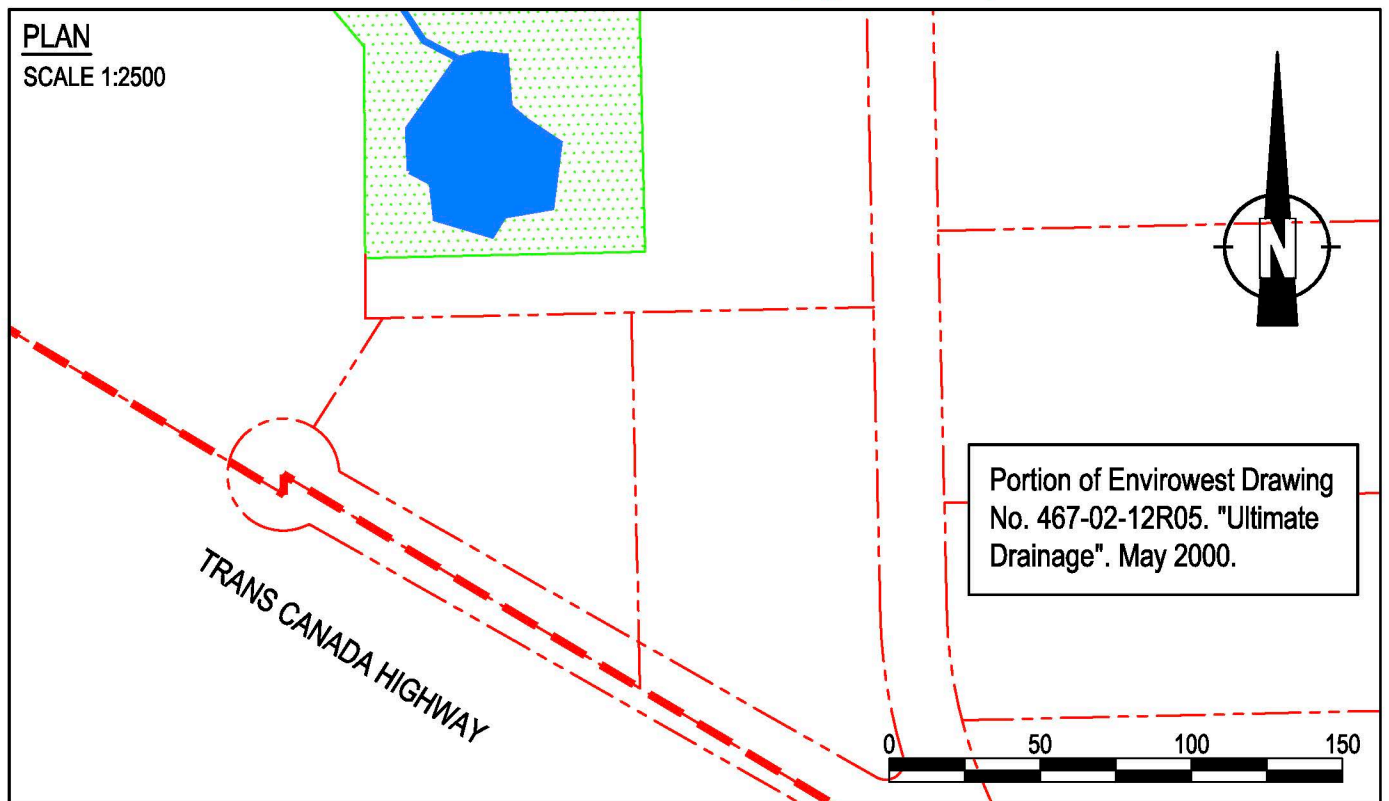 PLAN
SCALE 1:2500
N
Portion of Envirowest Drawing
No. 467-02-12R05. "Ultimate
Drainage". May 2000.
TRANS CANADA HIGHWAY
0 50 100 150